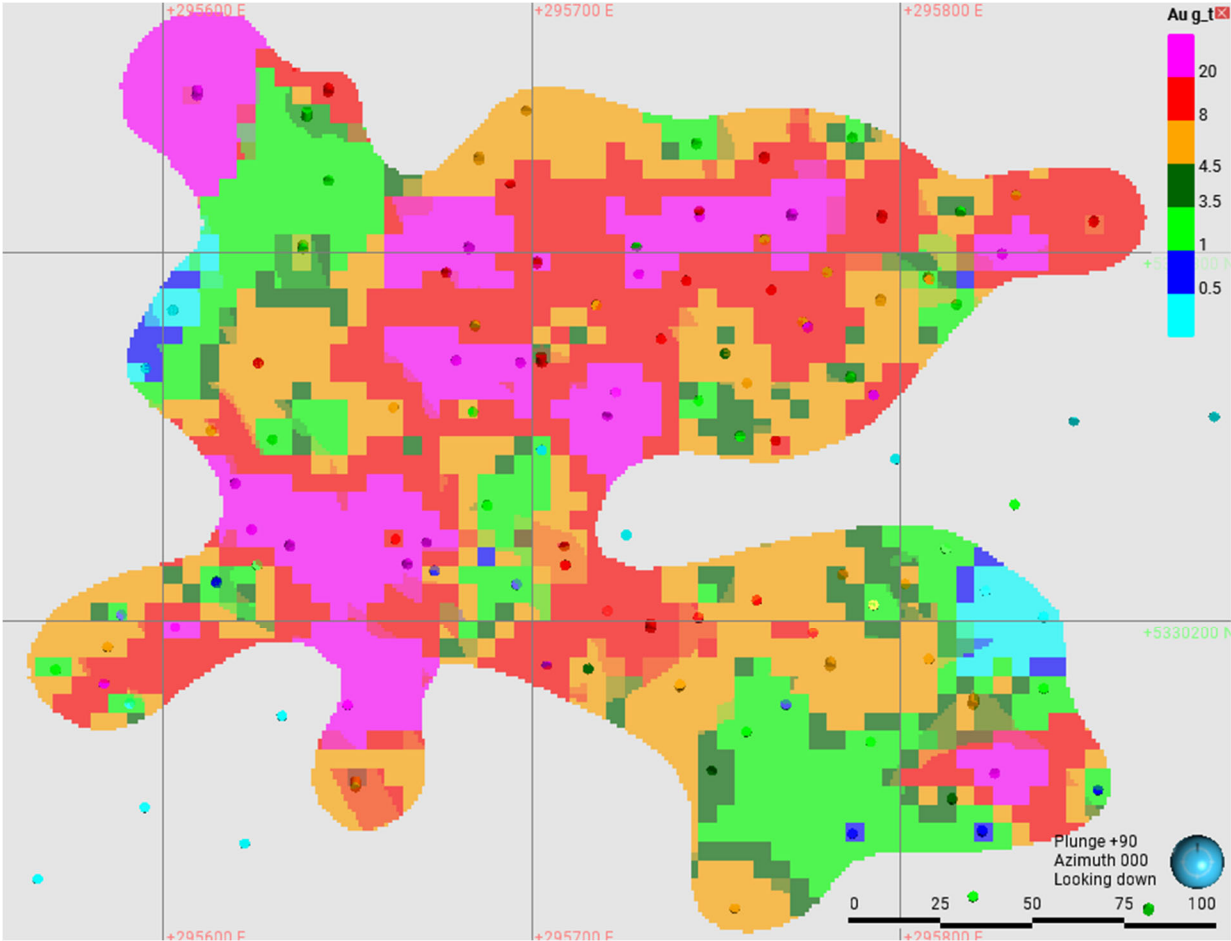 +295600 E
+295700 E
+295800 E
Au g_t
20
8
4.5
3.5
1
0.5
+5330200 N
Plunge +90
Azimuth 000
Looking down
0 25 50 75 100
+295600 E
+295700 E
+295800 E